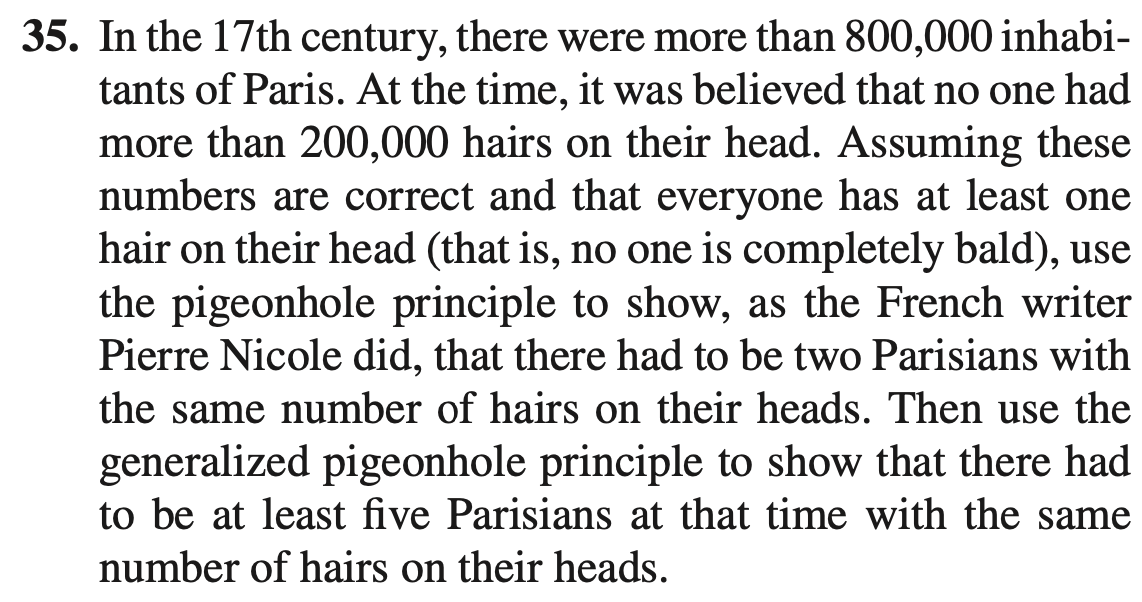 35. In the 17th century, there were more than 800,000 inhabi-
tants of Paris. At the time, it was believed that no one had
more than 200,000 hairs on their head. Assuming these
numbers are correct and that everyone has at least one
hair on their head (that is, no one is completely bald), use
the pigeonhole principle to show, as the French writer
Pierre Nicole did, that there had to be two Parisians with
the same number of hairs on their heads. Then use the
generalized pigeonhole principle to show that there had
to be at least five Parisians at that time with the same
number of hairs on their heads.